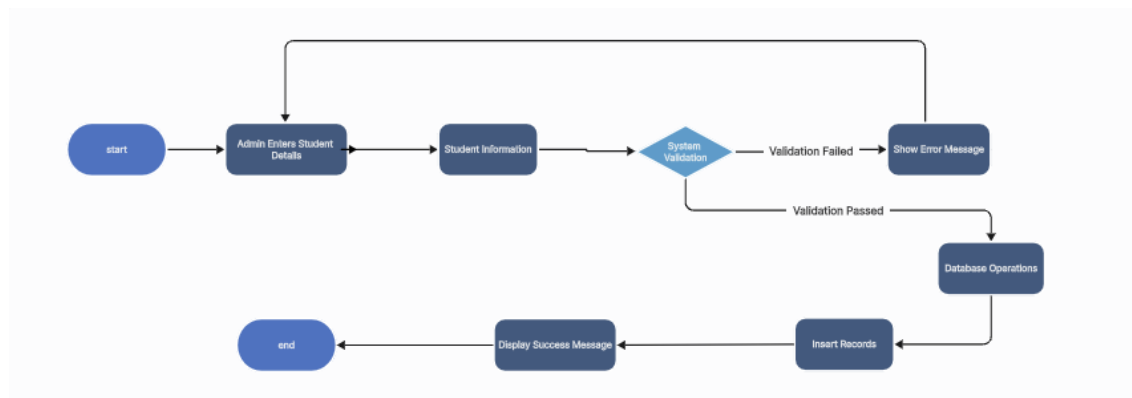 start
Admin Enters Student
Details
Student Information
System
Validation
Validation Failed
Show Error Message
Validation Passed
Database Operations
end
Display Success Message
Insert Records